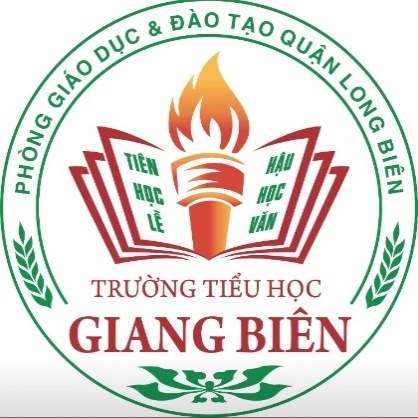 PHÒNG GIÁO DỤC & ĐÀO TẠO QUẬN LONG BIÊN
TIÊN
HỌC
LỄ
HẬU
HỌC
VĂN
TRƯỜNG TIỂU HỌC
GIANG BIÊN